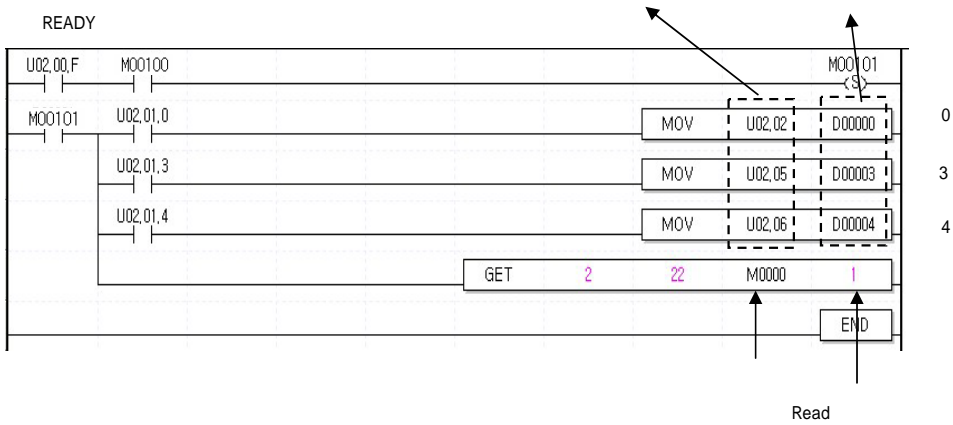 READY
U02,00,F M00100 M00101
(S)
M00101 U02,01,0 MOV U02,02 D00000 0
U02,01,3 MOV U02,05 D00003 3
U02,01,4 MOV U02,06 D00004 4
GET 2 22 M0000 1
END
Read